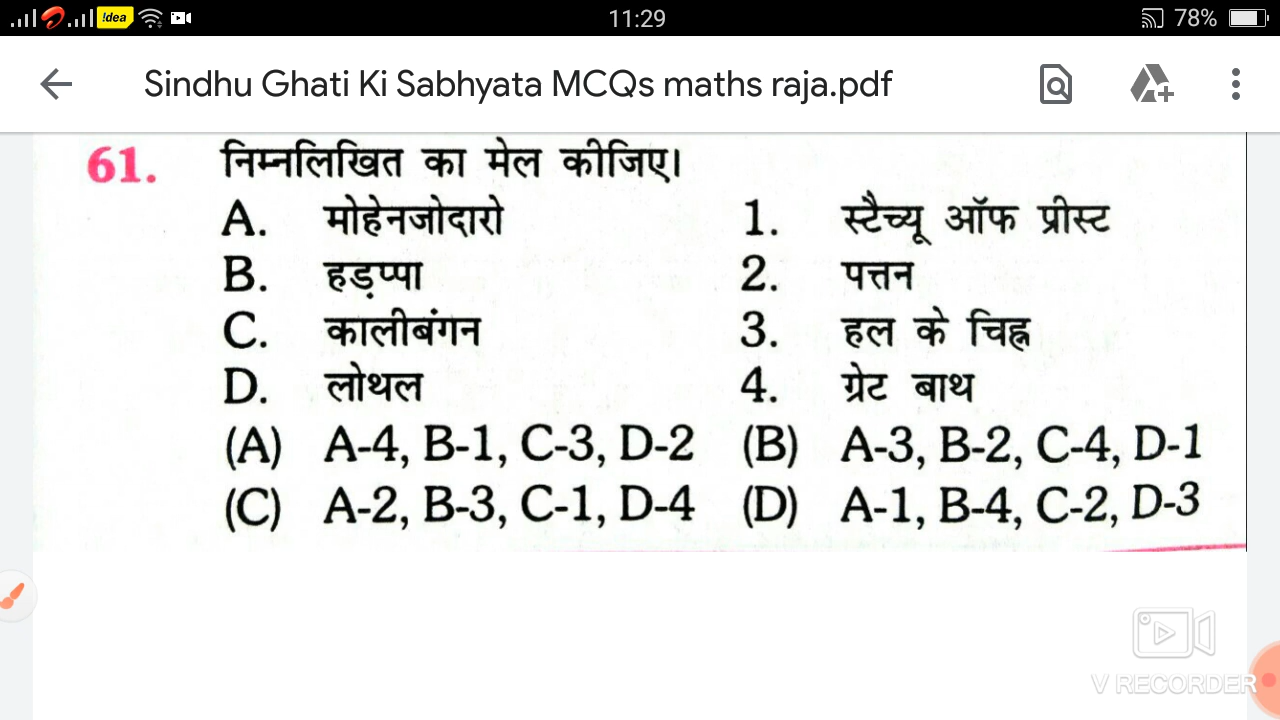 !dea 11:29 78%
Sindhu Ghati Ki Sabhyata MCQs maths raja.pdf
61. निम्नलिखित का मेल कीजिए।
A. मोहेनजोदारो 1. स्टैच्यू ऑफ प्रीस्ट
B. हड़प्पा 2. पत्तन
C. कालीबंगन 3. हल के चिह्न
D. लोथल 4. ग्रेट बाथ
(A) A-4, B-1, C-3, D-2 (B) A-3, B-2, C-4, D-1
(C) A-2, B-3, C-1, D-4 (D) A-1, B-4, C-2, D-3
V RECORDER